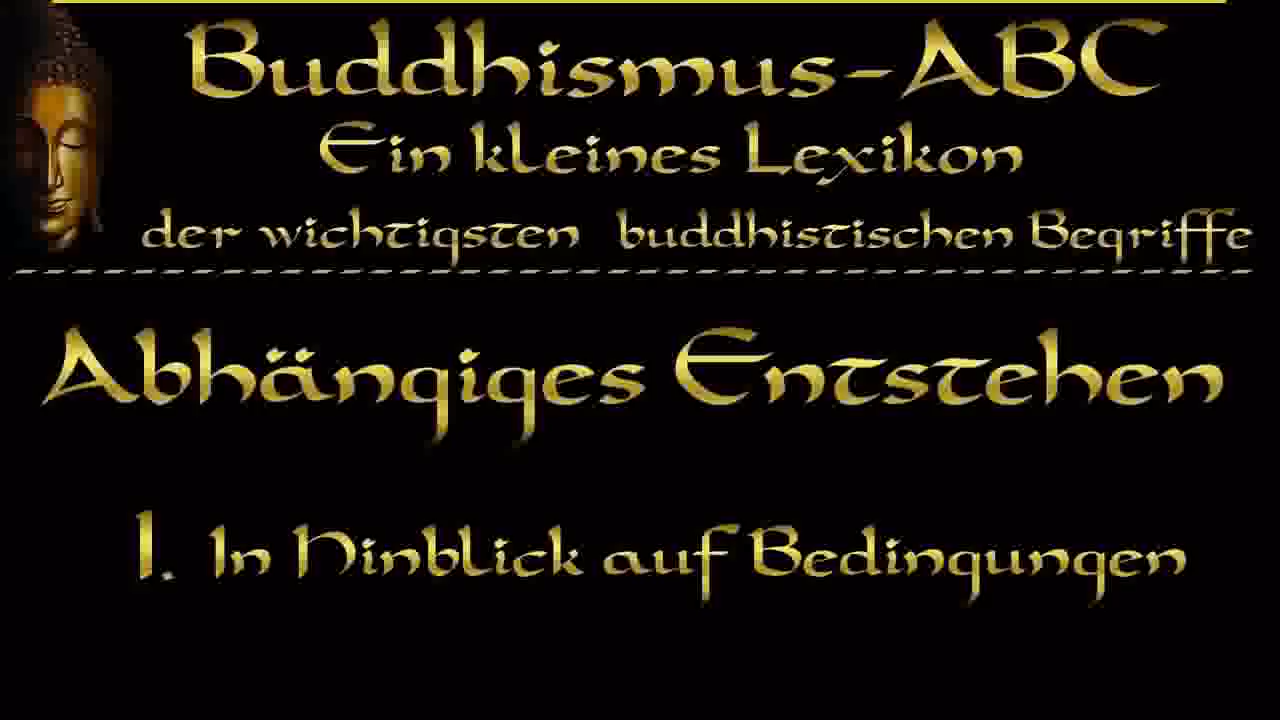 Buddhismus-ABC
Ein kleines Lexikon
der wichtigsten buddhistischen Begriffe
Abhängiges Entstehen
1. In Hinblick auf Bedingungen